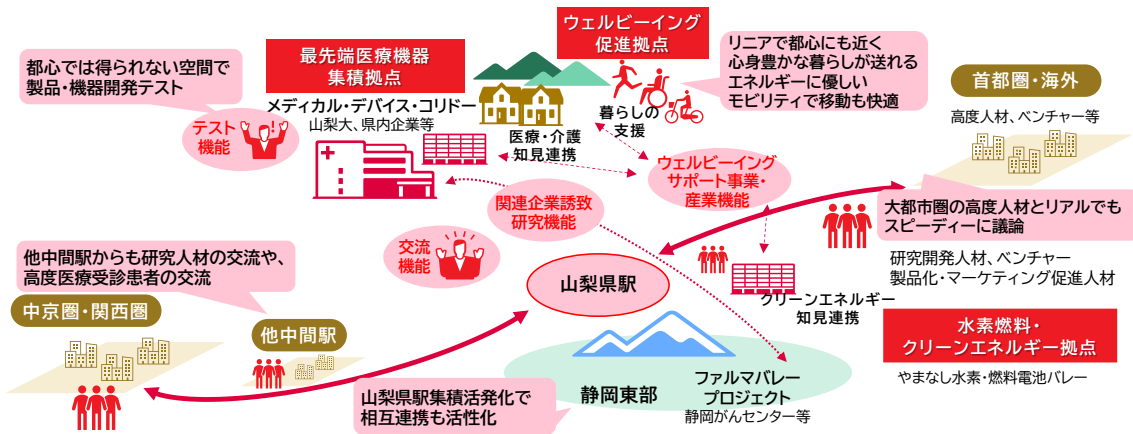 都心では得られない空間で
製品・機器開発テスト
最先端医療機器
集積拠点
メディカル・デバイス・コリドー
山梨大、県内企業等
テスト
機能
ウェルビーイング
促進拠点
リニアで都心にも近く
心身豊かな暮らしが送れる
エネルギーに優しい
モビリティで移動も快適
暮らしの
支援
医療・介護
知見連携
首都圏・海外
高度人材、ベンチャー等
ウェルビーイング
サポート事業・
産業機能
関連企業誘致
研究機能
大都市圏の高度人材とリアルでも
スピーディーに議論
研究開発人材、ベンチャー
製品化・マーケティング促進人材
交流
機能
他中間駅からも研究人材の交流や、
高度医療受診患者の交流
山梨県駅
クリーンエネルギー
知見連携
中京圏・関西圏
他中間駅
水素燃料・
クリーンエネルギー拠点
やまなし水素・燃料電池バレー
山梨県駅集積活発化で
相互連携も活性化
静岡東部
ファルマバレー
プロジェクト
静岡がんセンター等